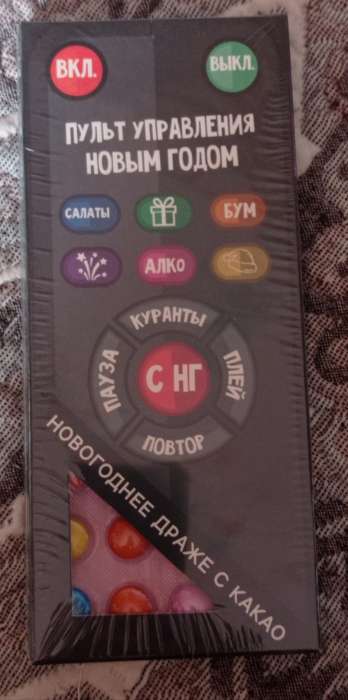 ВКЛ.
ВЫКЛ.
ПУЛЬТ УПРАВЛЕНИЯ
НОВЫМ ГОДОМ
САЛАТЫ
БУМ
АЛКО
КУРАНТЫ
ПАУЗА
С НГ
ПЛЕЙ
ПОВТОР
НОВОГОДНЕЕ ДРАЖЕ С КАКАО